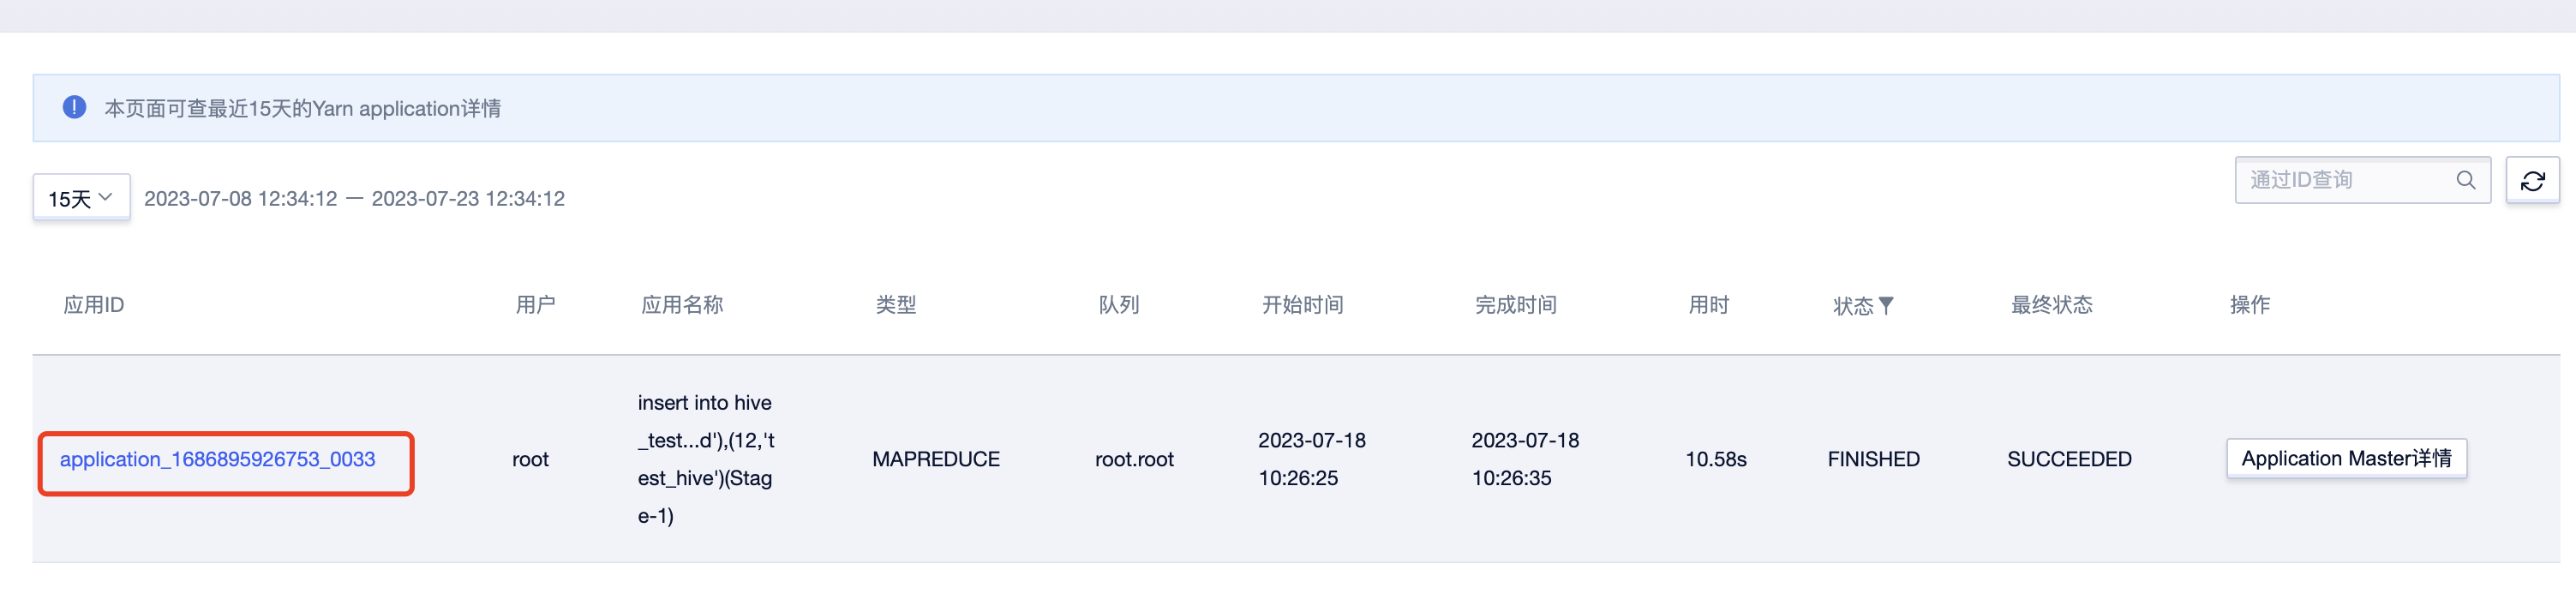 本页面可查最近15天的Yarn application详情
15天
2023-07-08 12:34:12 — 2023-07-23 12:34:12
通过ID查询
应用ID 用户 应用名称 类型 队列 开始时间 完成时间 用时 状态 最终状态 操作
application_1686895926753_0033
root
insert into hive
_test...d'),(12,'t
est_hive')(Stag
e-1)
MAPREDUCE
root.root
2023-07-18
10:26:25
2023-07-18
10:26:35
10.58s
FINISHED
SUCCEEDED
Application Master详情